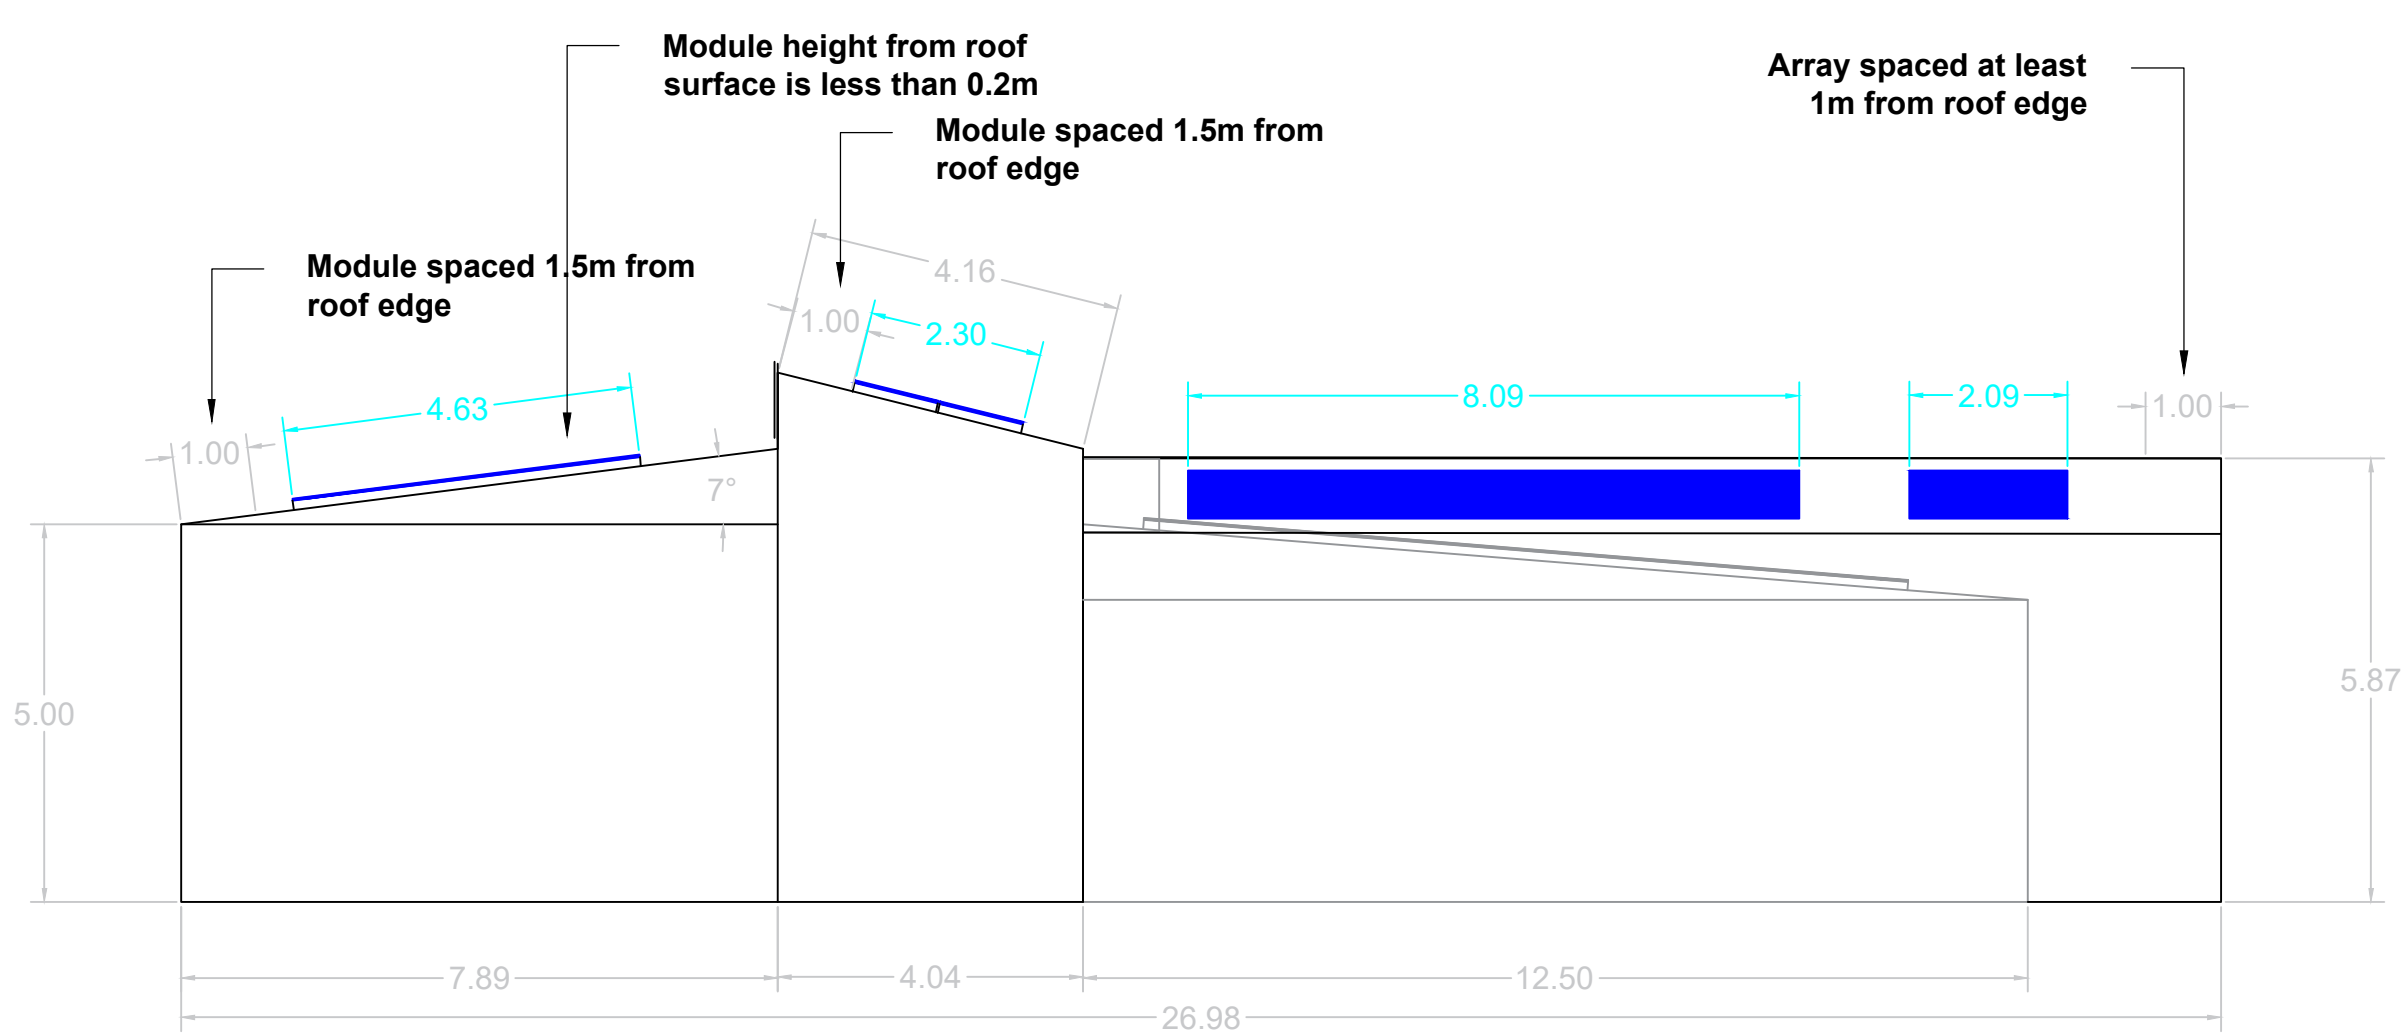 Module height from roof
surface is less than 0.2m
Array spaced at least
1m from roof edge
Module spaced 1.5m from
roof edge
Module spaced 1.5m from
roof edge
4.16
1.00
2.30
4.63
1.00
8.09
2.09
1.00
7°
5.00
5.87
7.89
4.04
12.50
26.98